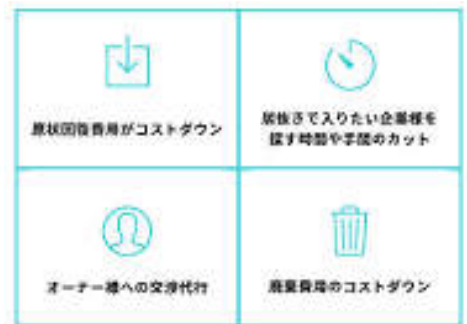 原状回復費用がコストダウン
居抜きで入りたい企業様を
探す時間や手間のカット
オーナー様への交渉代行
廃棄費用のコストダウン